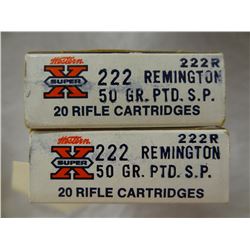 222R
Western
SUPER X
222 REMINGTON
50 GR. PTD. S.P.
20 RIFLE CARTRIDGES
222R
Western
SUPER X
222 REMINGTON
50 GR. PTD. S.P.
20 RIFLE CARTRIDGES